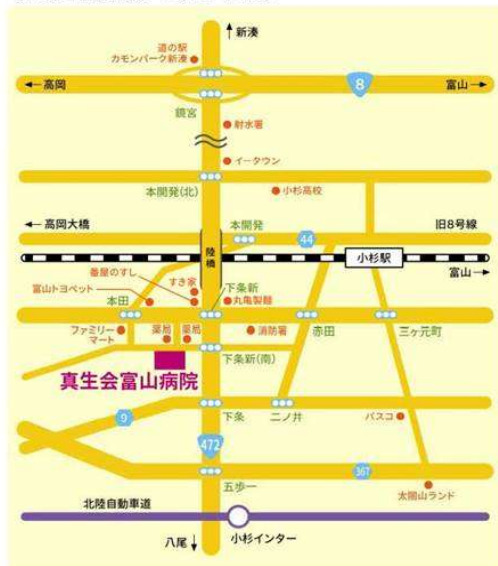 新湊
道の駅
カモンパーク新湊
←高岡
8
富山→
鏡宮
射水署
イータウン
本開発(北)
小杉高校
←高岡大橋
本開発
44
旧8号線
陸橋
小杉駅
富山→
番屋のすし
すき家
下条新
富山トヨペット
丸亀製麺
本田
ファミリー
マート
薬局
薬局
消防署
赤田
三ヶ元町
下条新(南)
真生会富山病院
9
下条
二ノ井
パスコ
472
五歩一
367
太閤山ランド
北陸自動車道
八尾↓
小杉インター